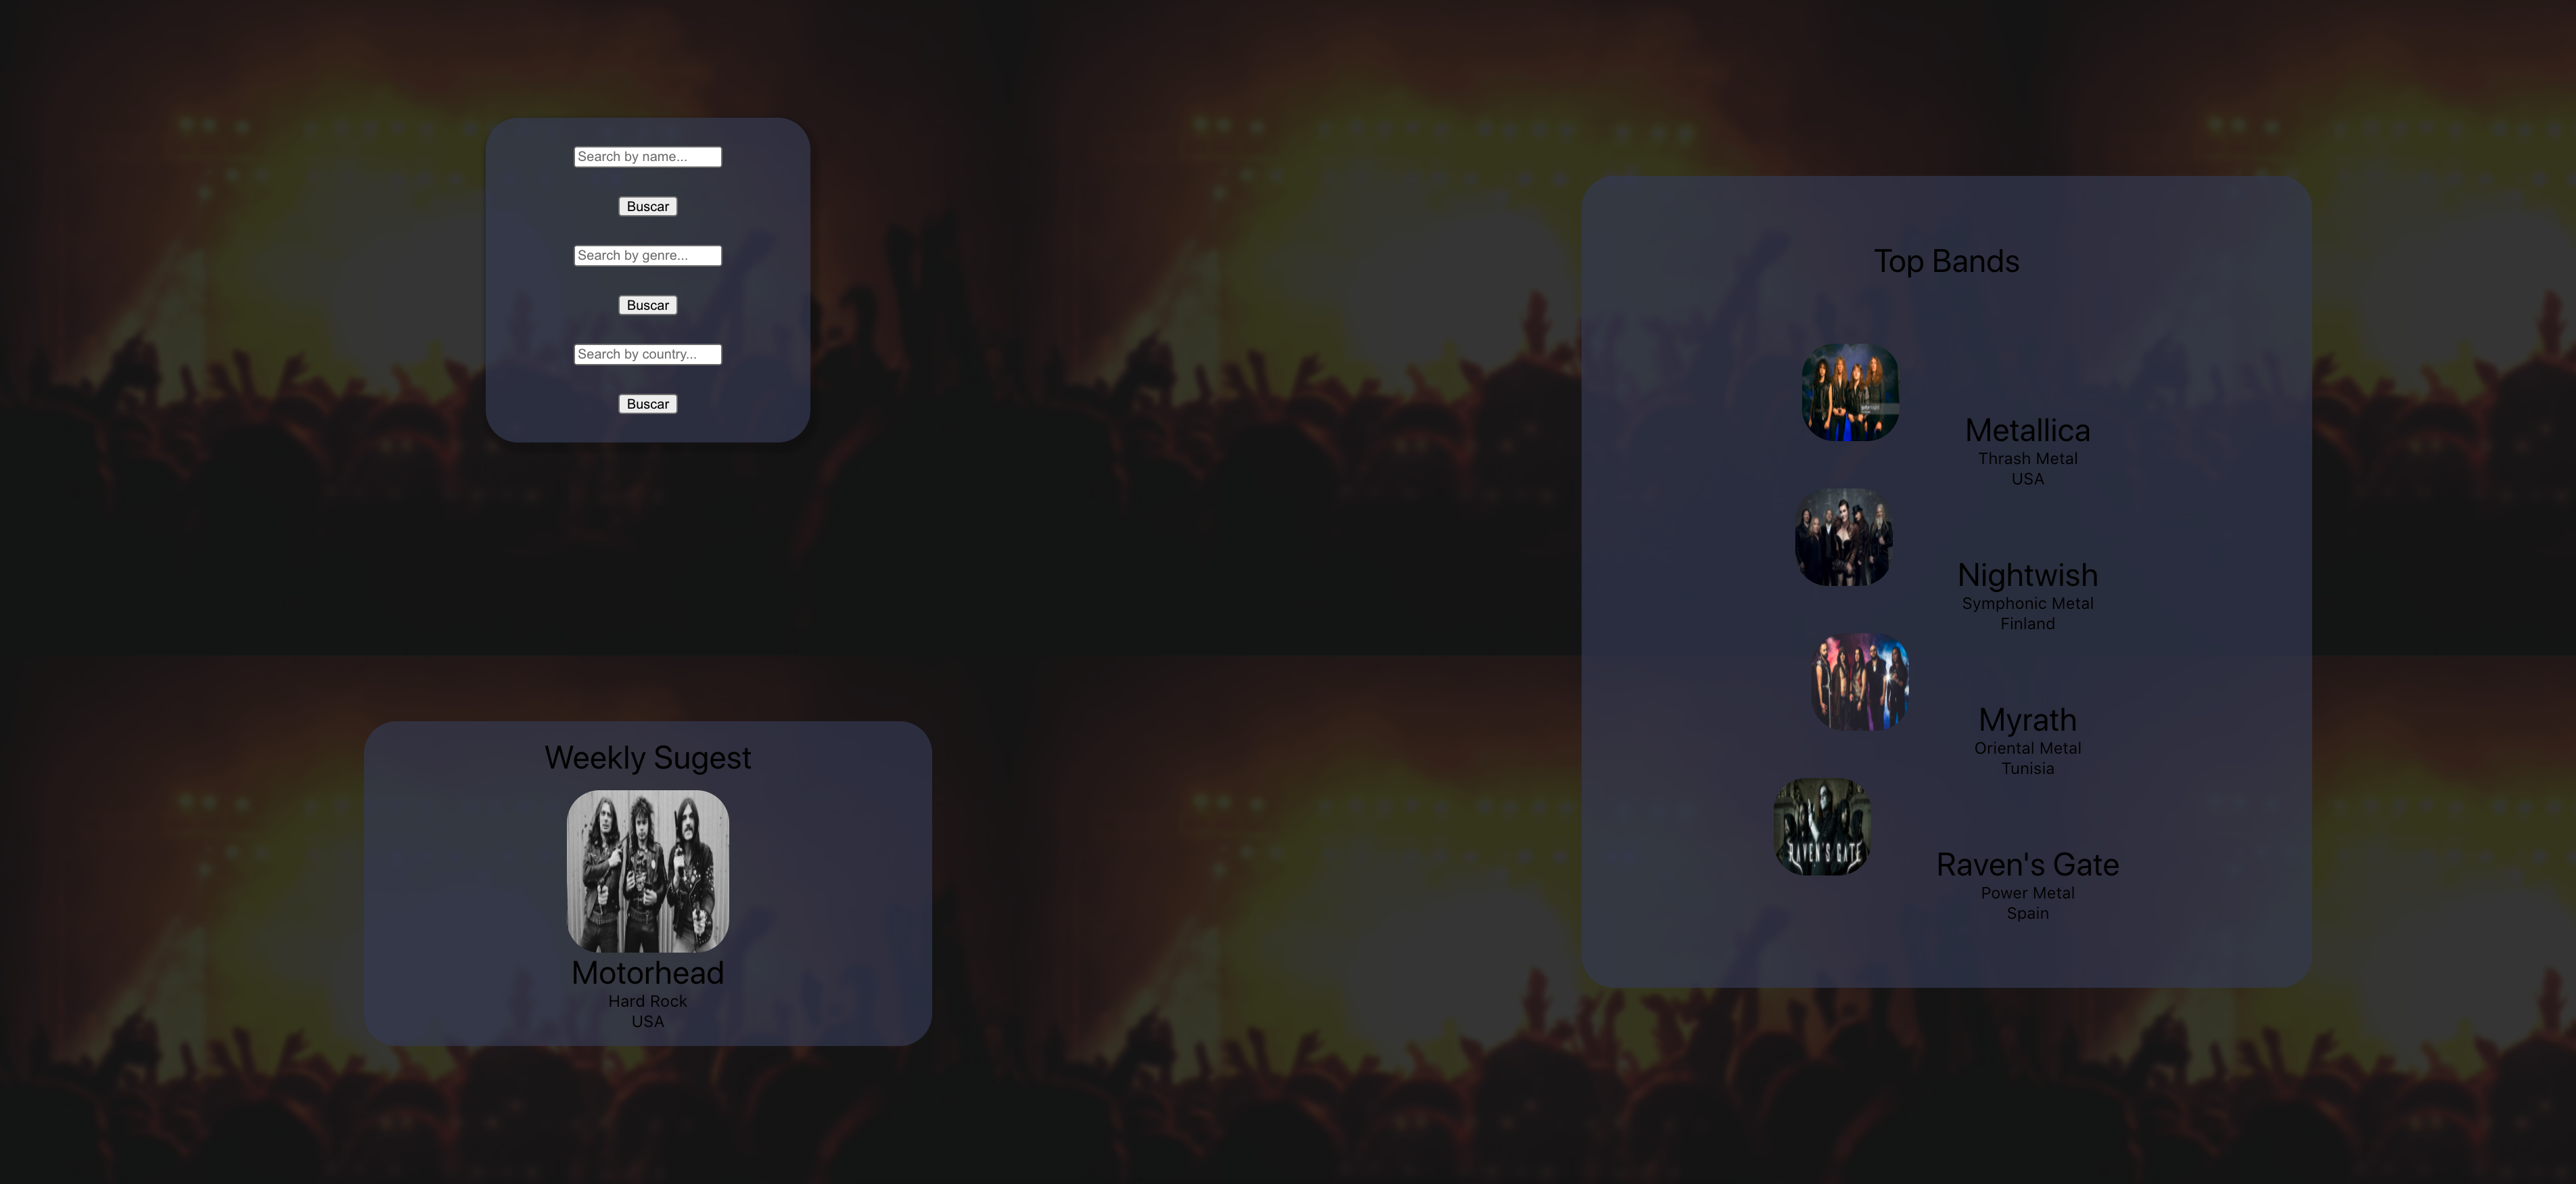 Search by name...
Buscar
Search by genre...
Buscar
Search by country...
Buscar
Weekly Sugest
Motorhead
Hard Rock
USA
Top Bands
Metallica
Thrash Metal
USA
Nightwish
Symphonic Metal
Finland
Myrath
Oriental Metal
Tunisia
RAVEN'S GATE
Raven's Gate
Power Metal
Spain